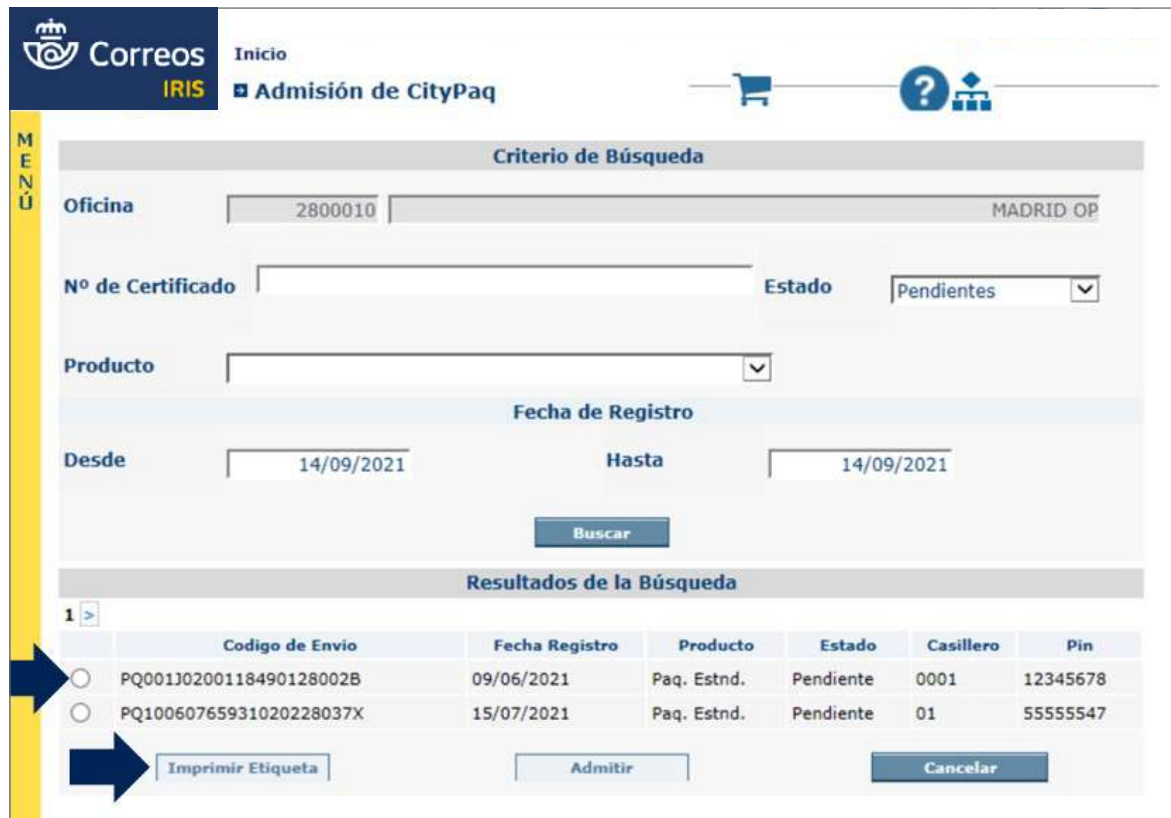 Correos
IRIS
Inicio
Admisión de CityPaq
?
MENÚ
Criterio de Búsqueda
Oficina 2800010 MADRID OP
Nº de Certificado Estado Pendientes
Producto
Fecha de Registro
Desde 14/09/2021 Hasta 14/09/2021
Buscar
Resultados de la Búsqueda
1 >
Codigo de Envio Fecha Registro Producto Estado Casillero Pin
PQ001J0200118490128002B 09/06/2021 Paq. Estnd. Pendiente 0001 12345678
PQ10060765931020228037X 15/07/2021 Paq. Estnd. Pendiente 01 55555547
Imprimir Etiqueta Admitir Cancelar